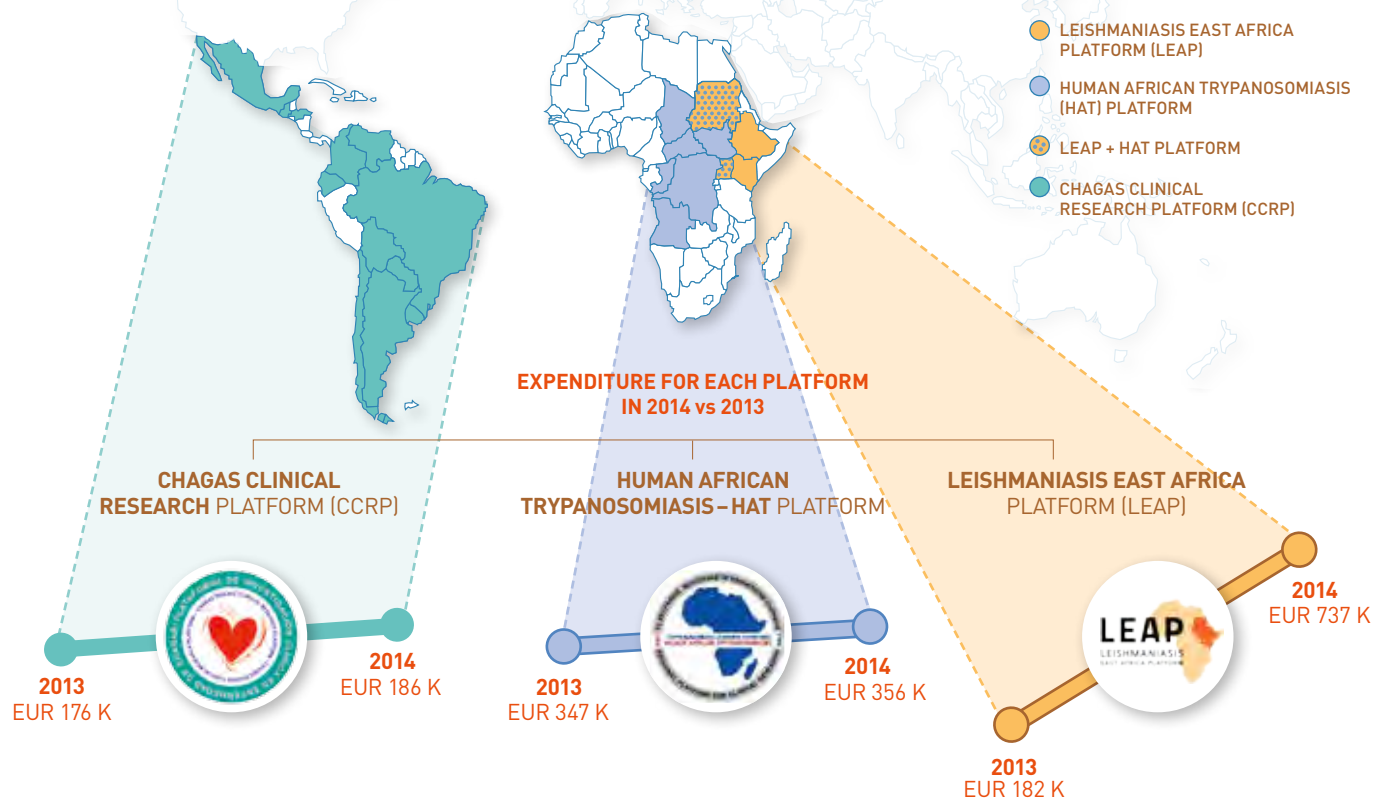 LEISHMANIASIS EAST AFRICA
PLATFORM (LEAP)
HUMAN AFRICAN TRYPANOSOMIASIS
(HAT) PLATFORM
LEAP + HAT PLATFORM
CHAGAS CLINICAL
RESEARCH PLATFORM (CCRP)
EXPENDITURE FOR EACH PLATFORM
IN 2014 vs 2013
CHAGAS CLINICAL
RESEARCH PLATFORM (CCRP)
2013
EUR 176 K
2014
EUR 186 K
HUMAN AFRICAN
TRYPANOSOMIASIS – HAT PLATFORM
2013
EUR 347 K
2014
EUR 356 K
LEISHMANIASIS EAST AFRICA
PLATFORM (LEAP)
LEAP
LEISHMANIASIS
EAST AFRICA PLATFORM
2014
EUR 737 K
2013
EUR 182 K